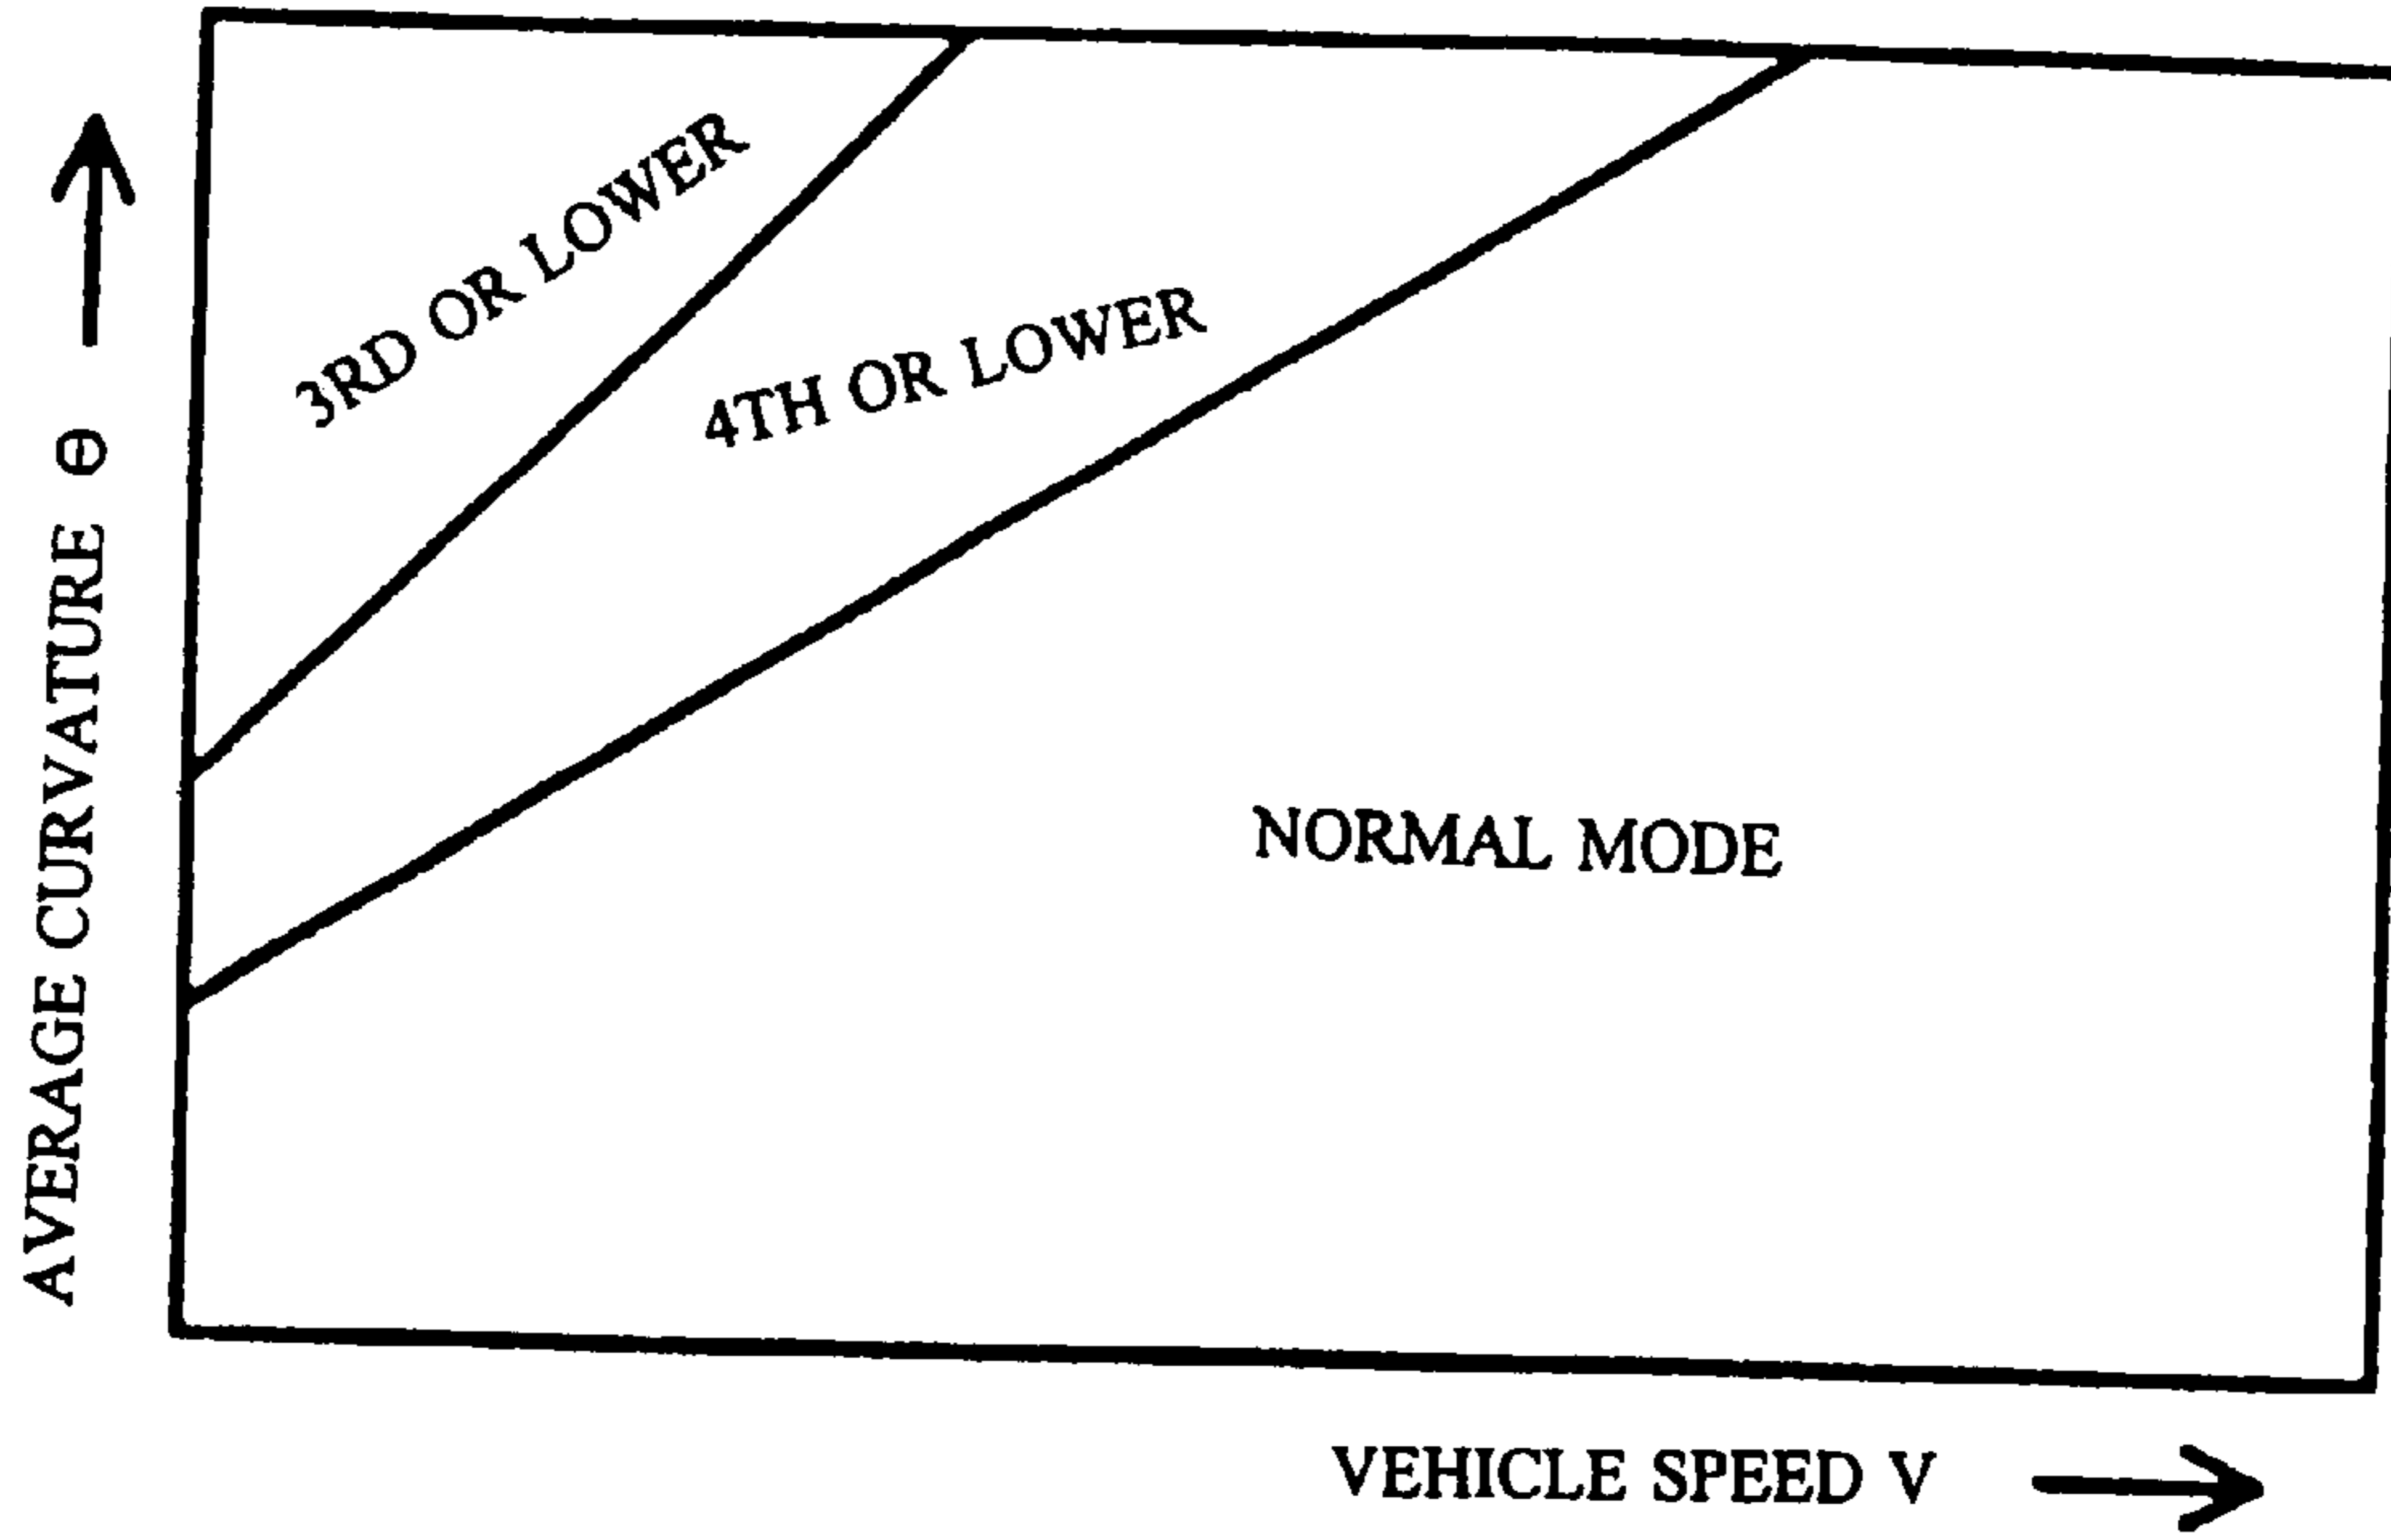 3RD OR LOWER
4TH OR LOWER
AVERAGE CURVATURE Θ
NORMAL MODE
VEHICLE SPEED V